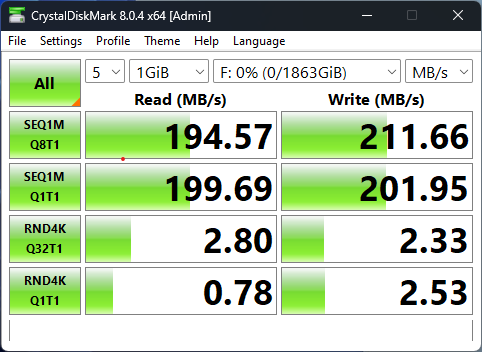 CrystalDiskMark 8.0.4 x64 [Admin]
File Settings Profile Theme Help Language
All 5 1GiB F: 0% (0/1863GiB) MB/s
Read (MB/s) Write (MB/s)
SEQ1M
Q8T1 194.57 211.66
SEQ1M
Q1T1 199.69 201.95
RND4K
Q32T1 2.80 2.33
RND4K
Q1T1 0.78 2.53